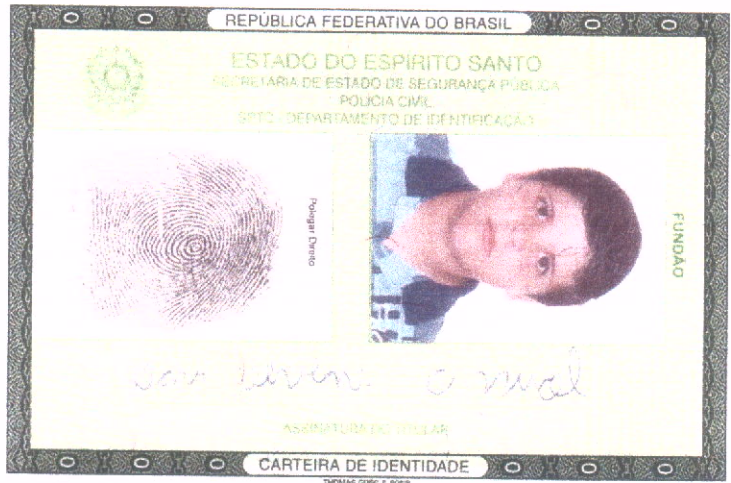 REPÚBLICA FEDERATIVA DO BRASIL
ESTADO DO ESPÍRITO SANTO
SECRETARIA DE ESTADO DE SEGURANÇA PÚBLICA
POLÍCIA CIVIL
SPTC - DEPARTAMENTO DE IDENTIFICAÇÃO
Polegar Direito
FUNDÃO
ASSINATURA DO TITULAR
CARTEIRA DE IDENTIDADE